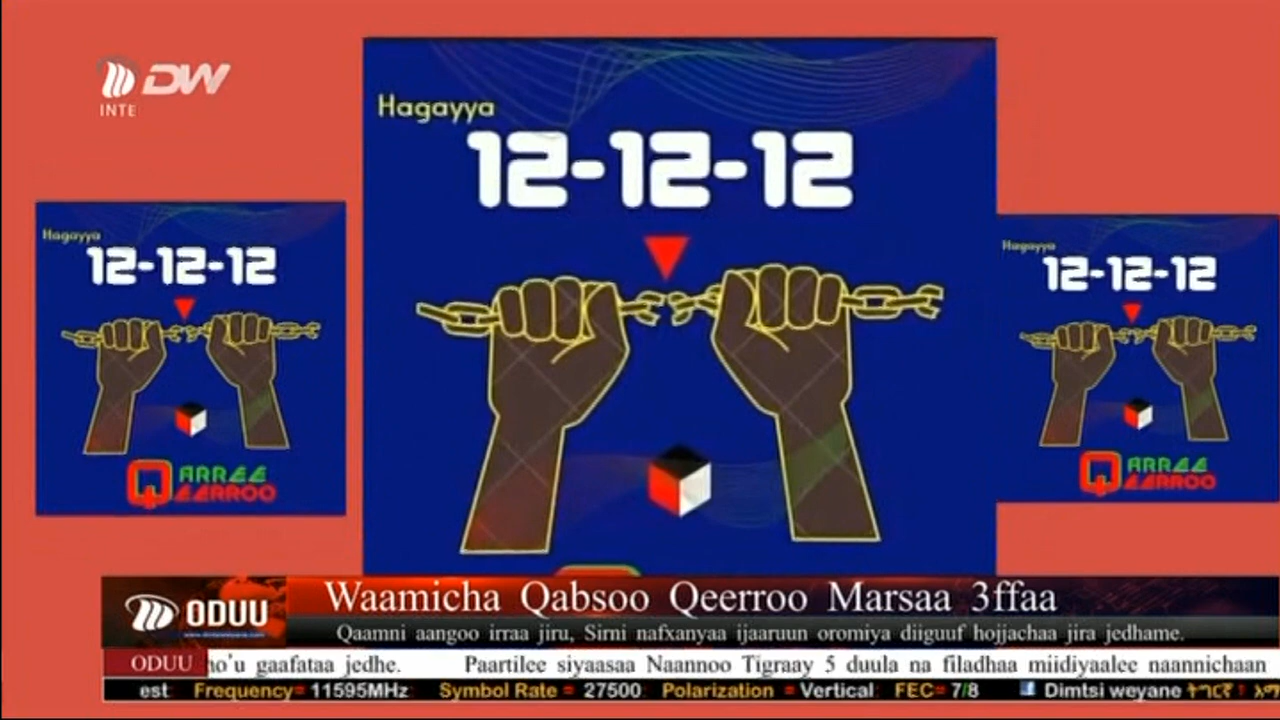 DW
INTE
Hagayya
12-12-12
Hagayya
12-12-12
QARREE
QEERROO
Hagayya
12-12-12
QARREE
QEERROO
ODUU
Waamicha Qabsoo Qeerroo Marsaa 3ffaa
Qaamni aangoo irraa jiru, Sirni nafxanyaa ijaaruun oromiya diiguuf hojjachaa jira jedhame.
ODUU ho'u gaafataa jedhe. Paartilee siyaasaa Naannoo Tigraay 5 duula na filadhaa miidiyaalee naannichaan
est Frequency= 11595MHz Symbol Rate = 27500 Polarization = Vertical FEC= 7/8 Dimtsi weyane ትግርኛ ፡ አማ